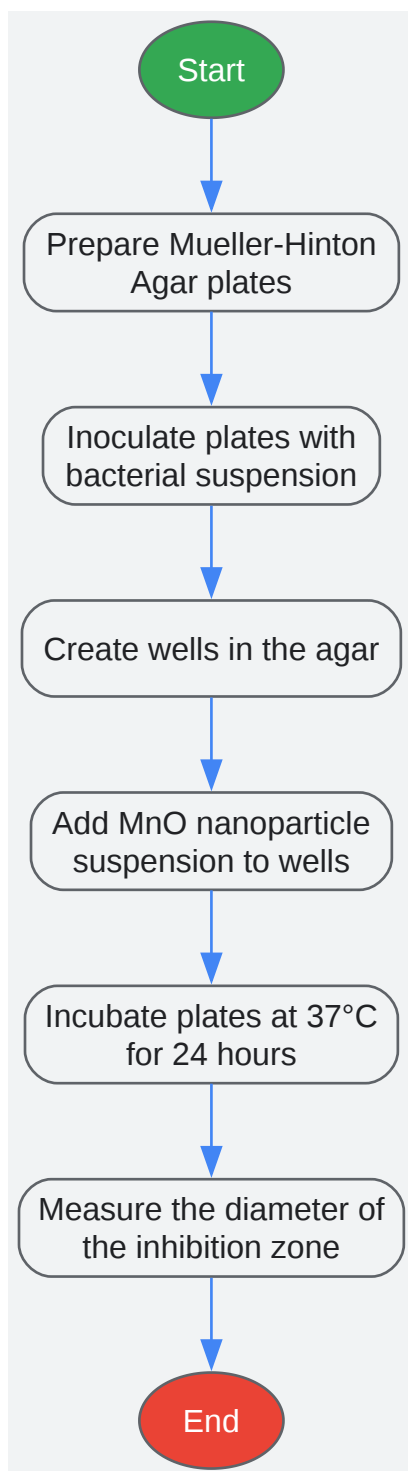 Start
Prepare Mueller-Hinton
Agar plates
Inoculate plates with
bacterial suspension
Create wells in the agar
Add MnO nanoparticle
suspension to wells
Incubate plates at 37°C
for 24 hours
Measure the diameter of
the inhibition zone
End